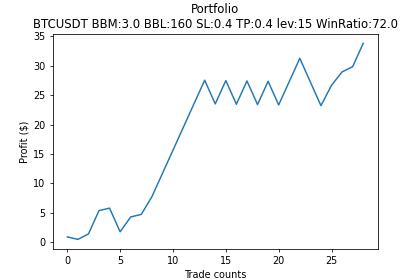 Portfolio
BTCUSDT BBM:3.0 BBL:160 SL:0.4 TP:0.4 lev:15 WinRatio:72.0
35
30
25
20
15
10
5
0
Profit ($)
0 5 10 15 20 25
Trade counts